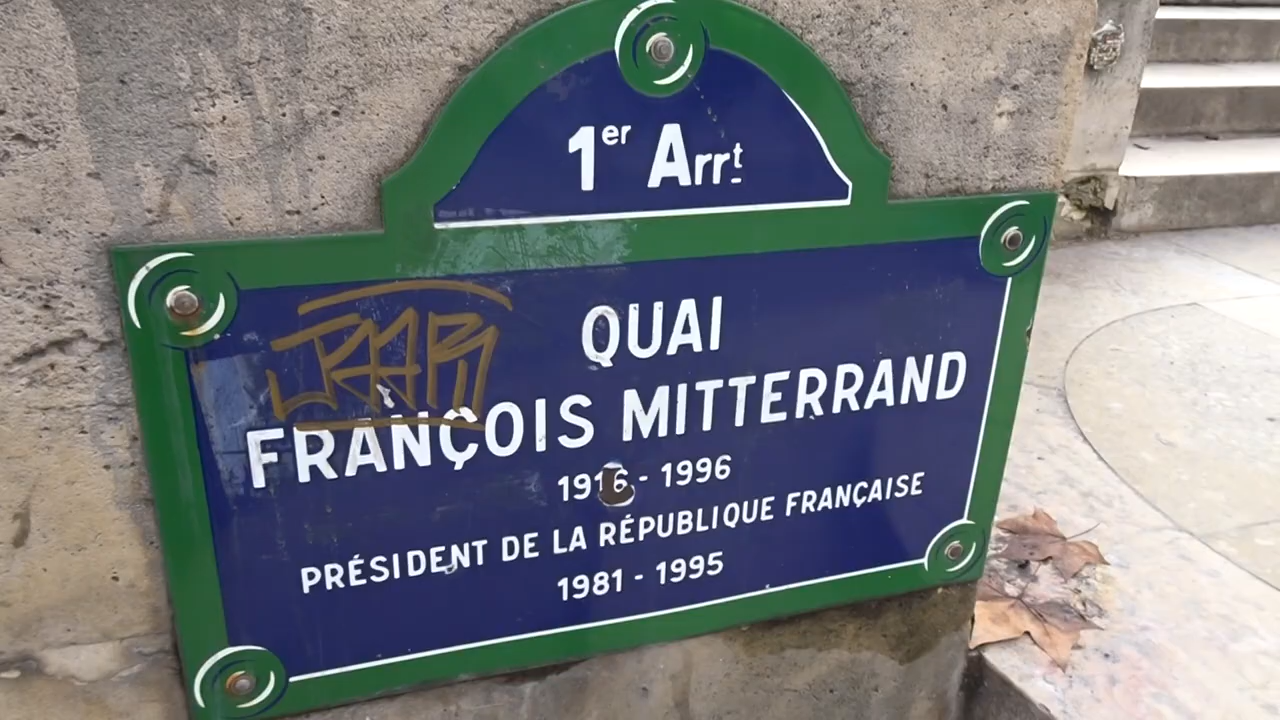 1er Arrt
QUAI
FRANÇOIS MITTERRAND
1916 - 1996
PRÉSIDENT DE LA RÉPUBLIQUE FRANÇAISE
1981 - 1995